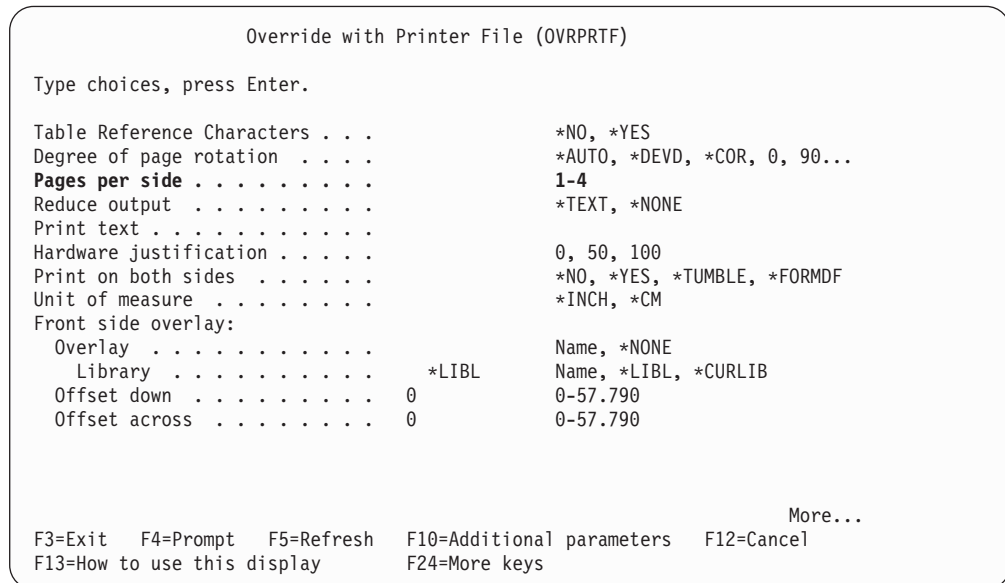 Override with Printer File (OVRPRTF)
Type choices, press Enter.
Table Reference Characters . . . *NO, *YES
Degree of page rotation . . . . *AUTO, *DEVD, *COR, 0, 90...
Pages per side . . . . . . . . . 1-4
Reduce output . . . . . . . . . *TEXT, *NONE
Print text . . . . . . . . . . .
Hardware justification . . . . . 0, 50, 100
Print on both sides . . . . . . *NO, *YES, *TUMBLE, *FORMDF
Unit of measure . . . . . . . . *INCH, *CM
Front side overlay:
Overlay . . . . . . . . . . . Name, *NONE
Library . . . . . . . . . . *LIBL Name, *LIBL, *CURLIB
Offset down . . . . . . . . . 0 0-57.790
Offset across . . . . . . . . 0 0-57.790
More...
F3=Exit F4=Prompt F5=Refresh F10=Additional parameters F12=Cancel
F13=How to use this display F24=More keys